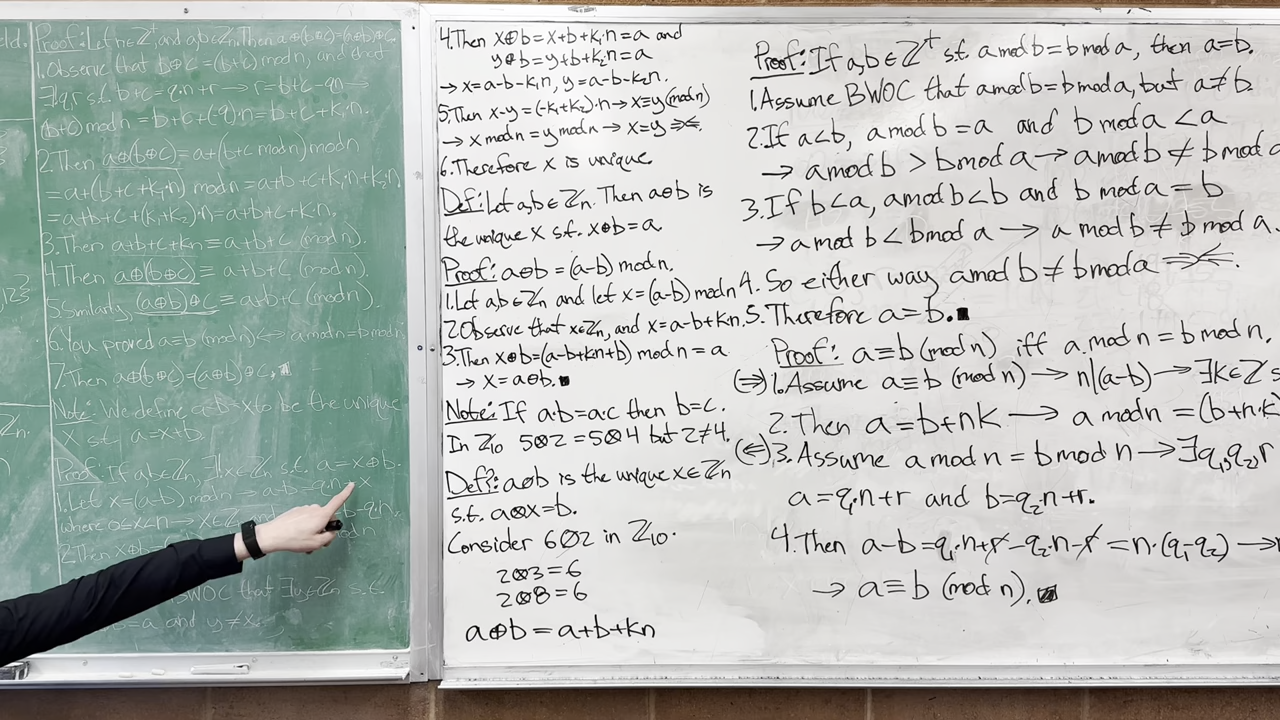 eld.
Proof: Let n∈ℤ⁺, and a,b,c∈ℤn. Then a⊕(b⊕c)=(a⊕b)⊕c.
1. Observe that b⊕c=(b+c) mod n, and that
∃q,r s.t. b+c=q·n+r → r=b+c-qn →
(b+c) mod n=b+c+(-q)·n=b+c+k₁n.
2. Then a⊕(b⊕c)=a+(b+c mod n) mod n
=a+(b+c+k₁n) mod n=a+b+c+k₁n+k₂n
=a+b+c+(k₁+k₂)·n=a+b+c+kn.
3. Then a+b+c+kn≡a+b+c (mod n).
4. Then a⊕(b⊕c)≡a+b+c (mod n).
5. Similarly, (a⊕b)⊕c≡a+b+c (mod n).
6. You proved a≡b (mod n) ⟺ a mod n=b mod n
7. Then a⊕(b⊕c)=(a⊕b)⊕c. ∎
Note: We define a-b=x to be the unique
x st. a=x+b.
Proof: If a,b∈ℤn ∃!x∈ℤn s.t. a=x⊕b.
1. Let x=(a-b) mod n → a-b=qn+x
where 0≤x<n → x∈ℤn and b-q·n
2. Then x⊕b= mod n
BWOC that ∃y∈ℤn s.t.
=a and y≠x.
ℤn.
4. Then x⊕b=x+b+k₁n=a and
y⊕b=y+b+k₂n=a
→ x=a-b-k₁n, y=a-b-k₂n.
5. Then x-y=(-k₁+k₂)·n → x≡y (mod n)
→ x mod n=y mod n → x=y ⇒⇐.
6. Therefore x is unique
Def: Let a,b∈ℤn. Then a⊖b is
the unique x st. x⊕b=a
Proof: a⊖b=(a-b) mod n.
1. Let a,b∈ℤn and let x=(a-b) mod n
2. Observe that x∈ℤn, and x=a-b+kn.
3. Then x⊕b=(a-b+kn+b) mod n=a
→ x=a⊖b. ∎
Note: If a·b=a·c then b=c.
In ℤ₁₀ 5⊗2=5⊗4 but 2≠4.
Def?: a⊘b is the unique x∈ℤn
s.t. a⊗x=b.
Consider 6⊘2 in ℤ₁₀.
2⊗3=6
2⊗8=6
a⊕b=a+b+kn
Proof: If a,b∈ℤ⁺ s.t. a mod b=b mod a, then a=b.
1. Assume BWOC that a mod b=b mod a, but a≠b.
2. If a<b, a mod b=a and b mod a<a
→ a mod b > b mod a → a mod b ≠ b mod a
3. If b<a, a mod b<b and b mod a=b
→ a mod b < b mod a → a mod b ≠ b mod a.
4. So either way a mod b ≠ b mod a ⇒⇐.
5. Therefore a=b. ∎
Proof: a≡b (mod n) iff a mod n=b mod n.
(⇒) 1. Assume a≡b (mod n) → n|(a-b) → ∃k∈ℤ s
2. Then a=b+nk → a mod n=(b+n·k)
(⇐) 3. Assume a mod n=b mod n → ∃q₁,q₂,r
a=q₁n+r and b=q₂n+r.
4. Then a-b=q₁·n+r-q₂·n-r=n·(q₁-q₂) →
→ a≡b (mod n). ∎